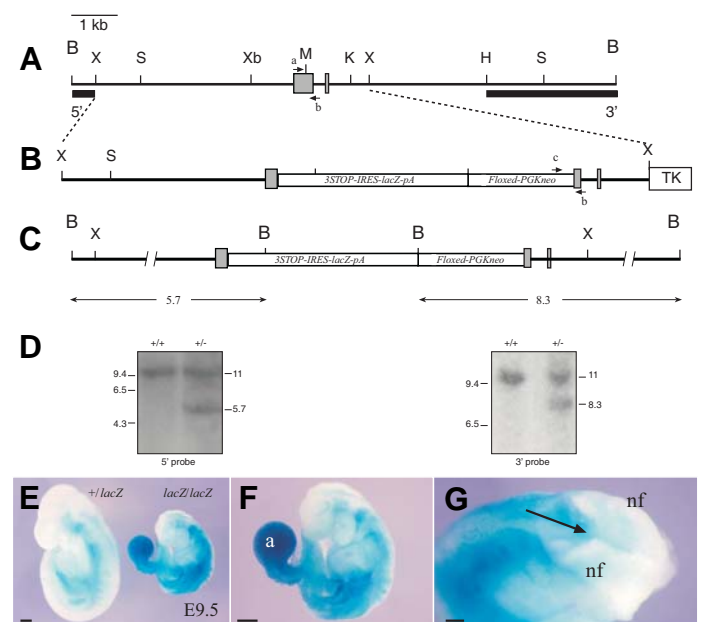 1 kb
A
B X S Xb a M K X H S B
b
5' 3'
B
X S c X
3STOP-IRES-lacZ-pA Floxed-PGKneo TK
b
C
B X B B X B
3STOP-IRES-lacZ-pA Floxed-PGKneo
5.7 8.3
D
+/+ +/- +/+ +/-
9.4 11 9.4 11
6.5 5.7 8.3
4.3 6.5
5' probe 3' probe
E +/lacZ lacZ/lacZ F G nf
a
nf
E9.5